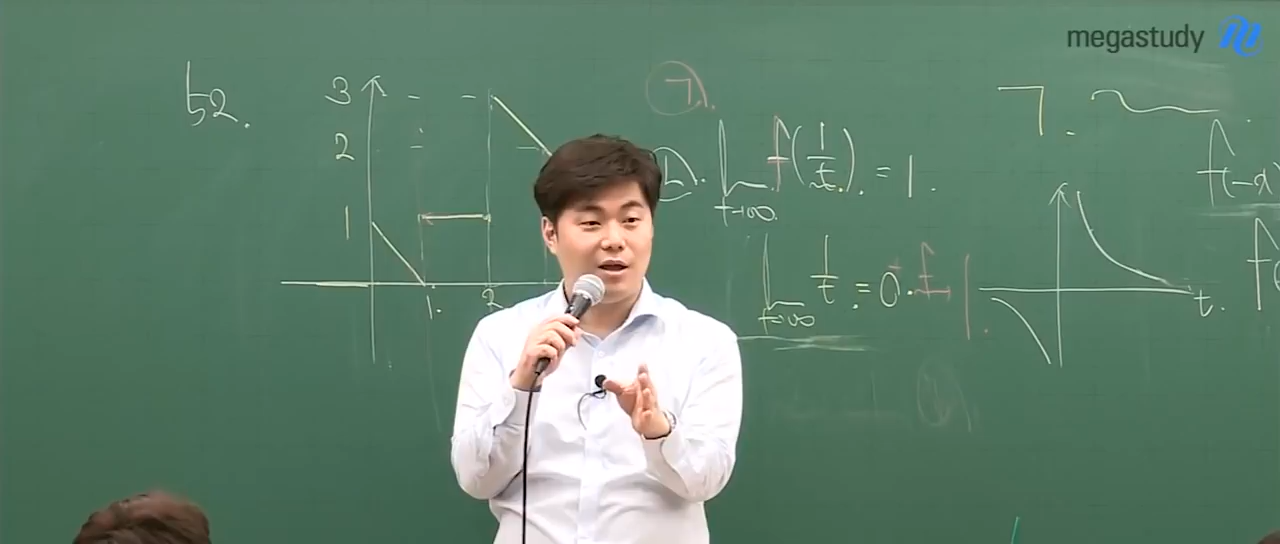 megastudy
52.
3
2
1
1.
2
ㄱ.
ㄴ. lim t→∞ f(1/t) = 1.
lim t→∞ 1/t = 0+.
ㄱ.
f(-x)
t.